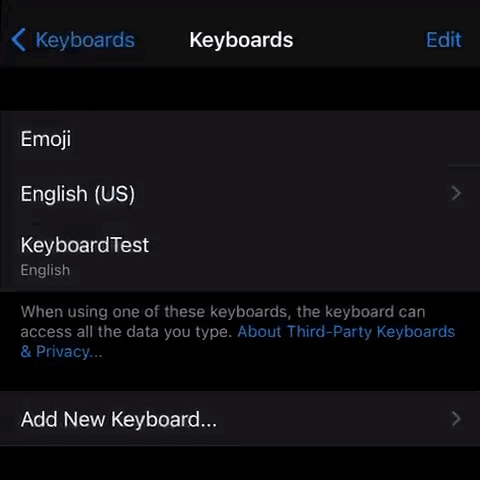 Keyboards Keyboards Edit
Emoji
English (US)
KeyboardTest
English
When using one of these keyboards, the keyboard can
access all the data you type. About Third-Party Keyboards
& Privacy...
Add New Keyboard...